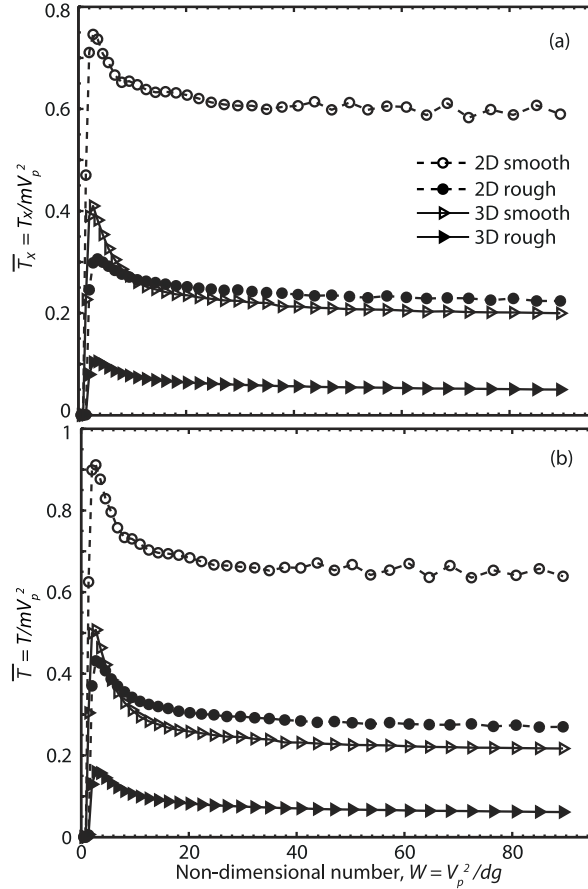 0.8
(a)
0.6
2D smooth
2D rough
3D smooth
3D rough
T̅x = Tx/mVp²
0.4
0.2
0
1
(b)
0.8
0.6
T̅ = T/mVp²
0.4
0.2
0
0 20 40 60 80
Non-dimensional number, W = Vp²/dg